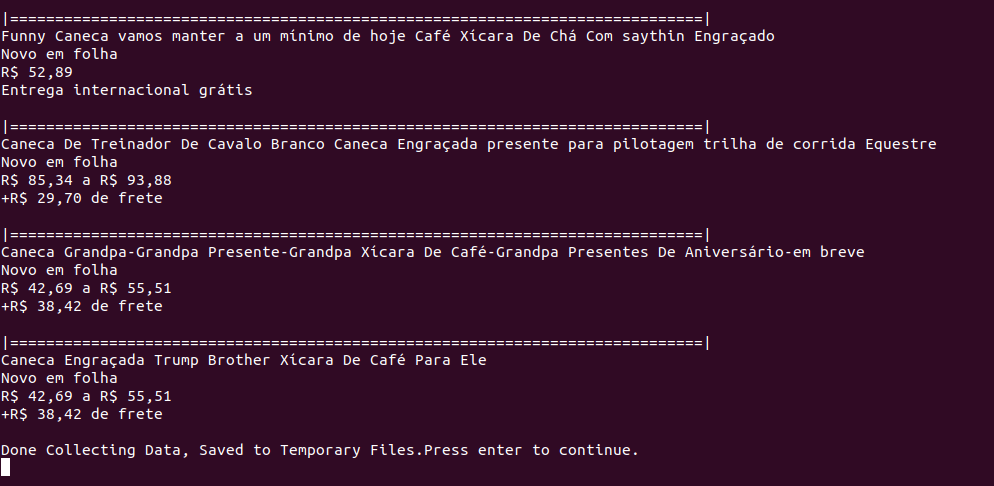 |=============================================================================|
Funny Caneca vamos manter a um mínimo de hoje Café Xícara De Chá Com saythin Engraçado
Novo em folha
R$ 52,89
Entrega internacional grátis
|=============================================================================|
Caneca De Treinador De Cavalo Branco Caneca Engraçada presente para pilotagem trilha de corrida Equestre
Novo em folha
R$ 85,34 a R$ 93,88
+R$ 29,70 de frete
|=============================================================================|
Caneca Grandpa-Grandpa Presente-Grandpa Xícara De Café-Grandpa Presentes De Aniversário-em breve
Novo em folha
R$ 42,69 a R$ 55,51
+R$ 38,42 de frete
|=============================================================================|
Caneca Engraçada Trump Brother Xícara De Café Para Ele
Novo em folha
R$ 42,69 a R$ 55,51
+R$ 38,42 de frete
Done Collecting Data, Saved to Temporary Files.Press enter to continue.